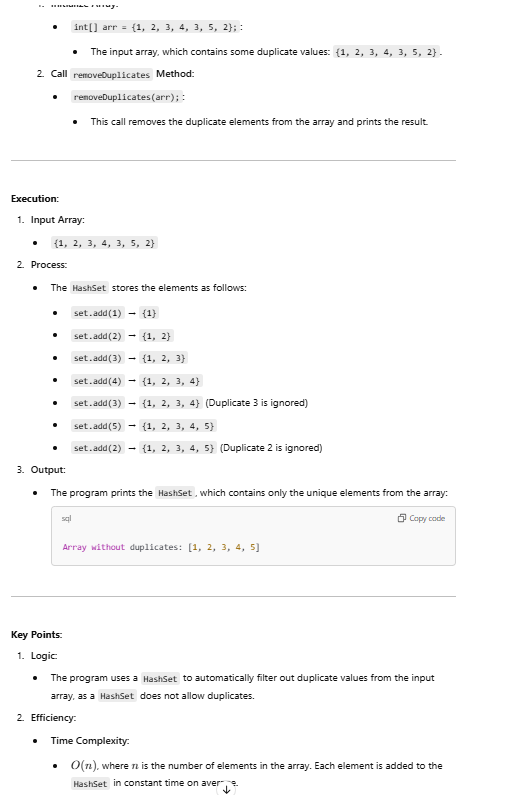 int[] arr = {1, 2, 3, 4, 3, 5, 2};:
The input array, which contains some duplicate values: {1, 2, 3, 4, 3, 5, 2}.
2. Call removeDuplicates Method:
removeDuplicates(arr);:
This call removes the duplicate elements from the array and prints the result.
Execution:
1. Input Array:
{1, 2, 3, 4, 3, 5, 2}
2. Process:
The HashSet stores the elements as follows:
set.add(1) → {1}
set.add(2) → {1, 2}
set.add(3) → {1, 2, 3}
set.add(4) → {1, 2, 3, 4}
set.add(3) → {1, 2, 3, 4} (Duplicate 3 is ignored)
set.add(5) → {1, 2, 3, 4, 5}
set.add(2) → {1, 2, 3, 4, 5} (Duplicate 2 is ignored)
3. Output:
The program prints the HashSet, which contains only the unique elements from the array:
sql Copy code
Array without duplicates: [1, 2, 3, 4, 5]
Key Points:
1. Logic:
The program uses a HashSet to automatically filter out duplicate values from the input
array, as a HashSet does not allow duplicates.
2. Efficiency:
Time Complexity:
O(n), where n is the number of elements in the array. Each element is added to the
HashSet in constant time on average.